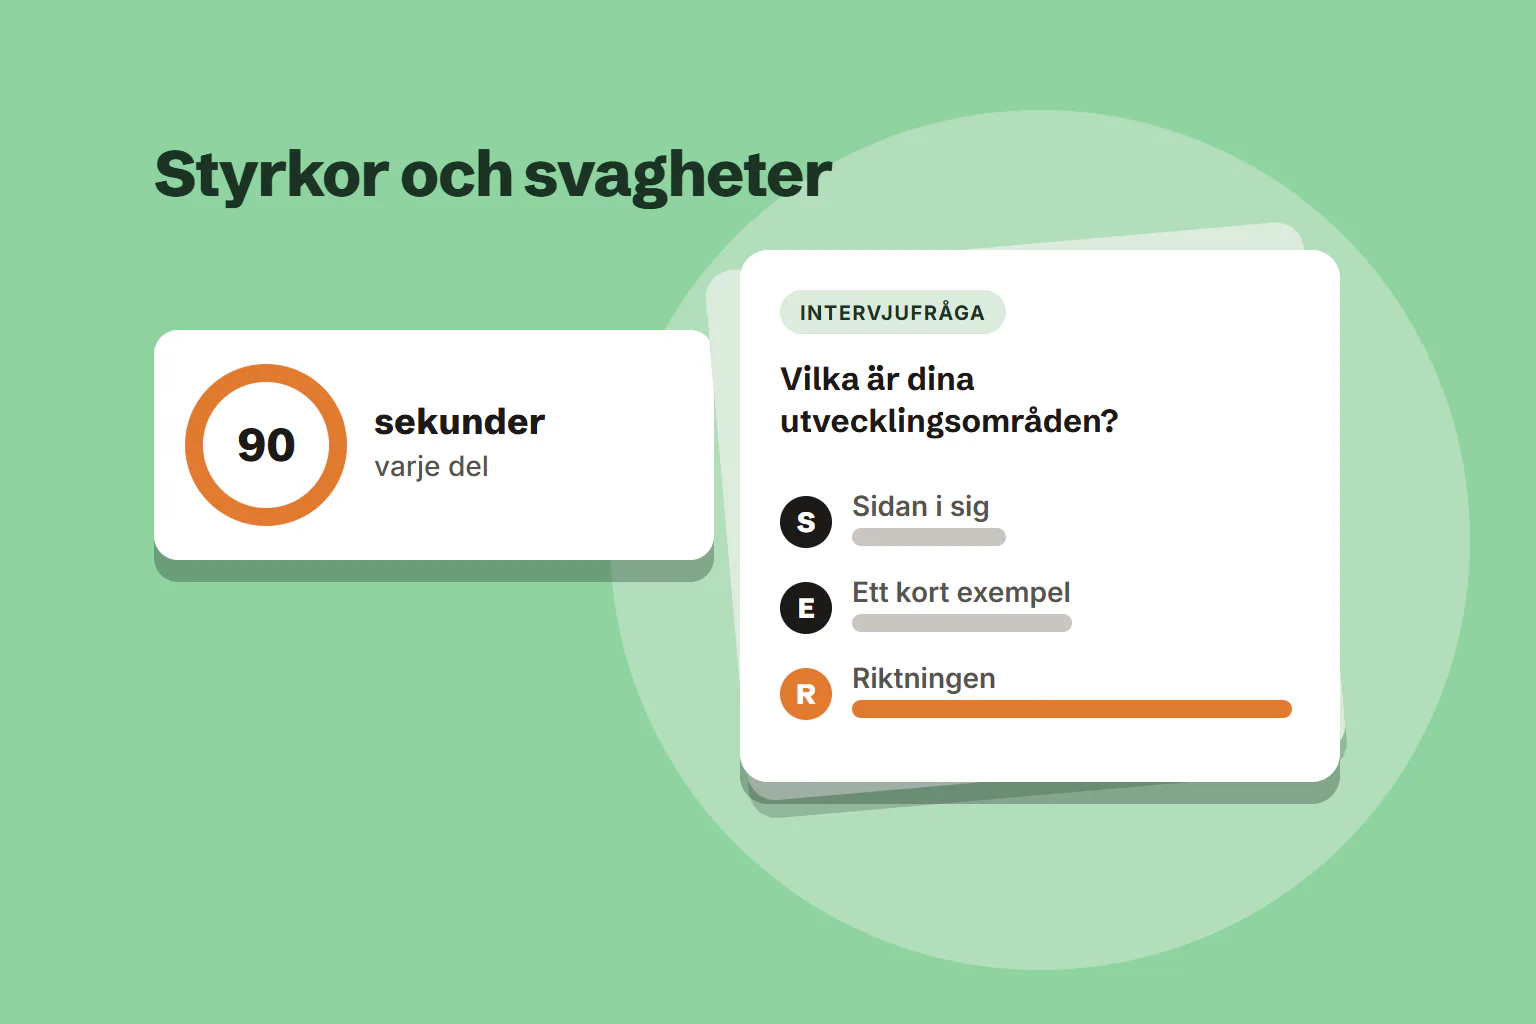 Styrkor och svagheter
90
sekunder
varje del
INTERVJUFRÅGA
Vilka är dina
utvecklingsområden?
S
Sidan i sig
E
Ett kort exempel
R
Riktningen